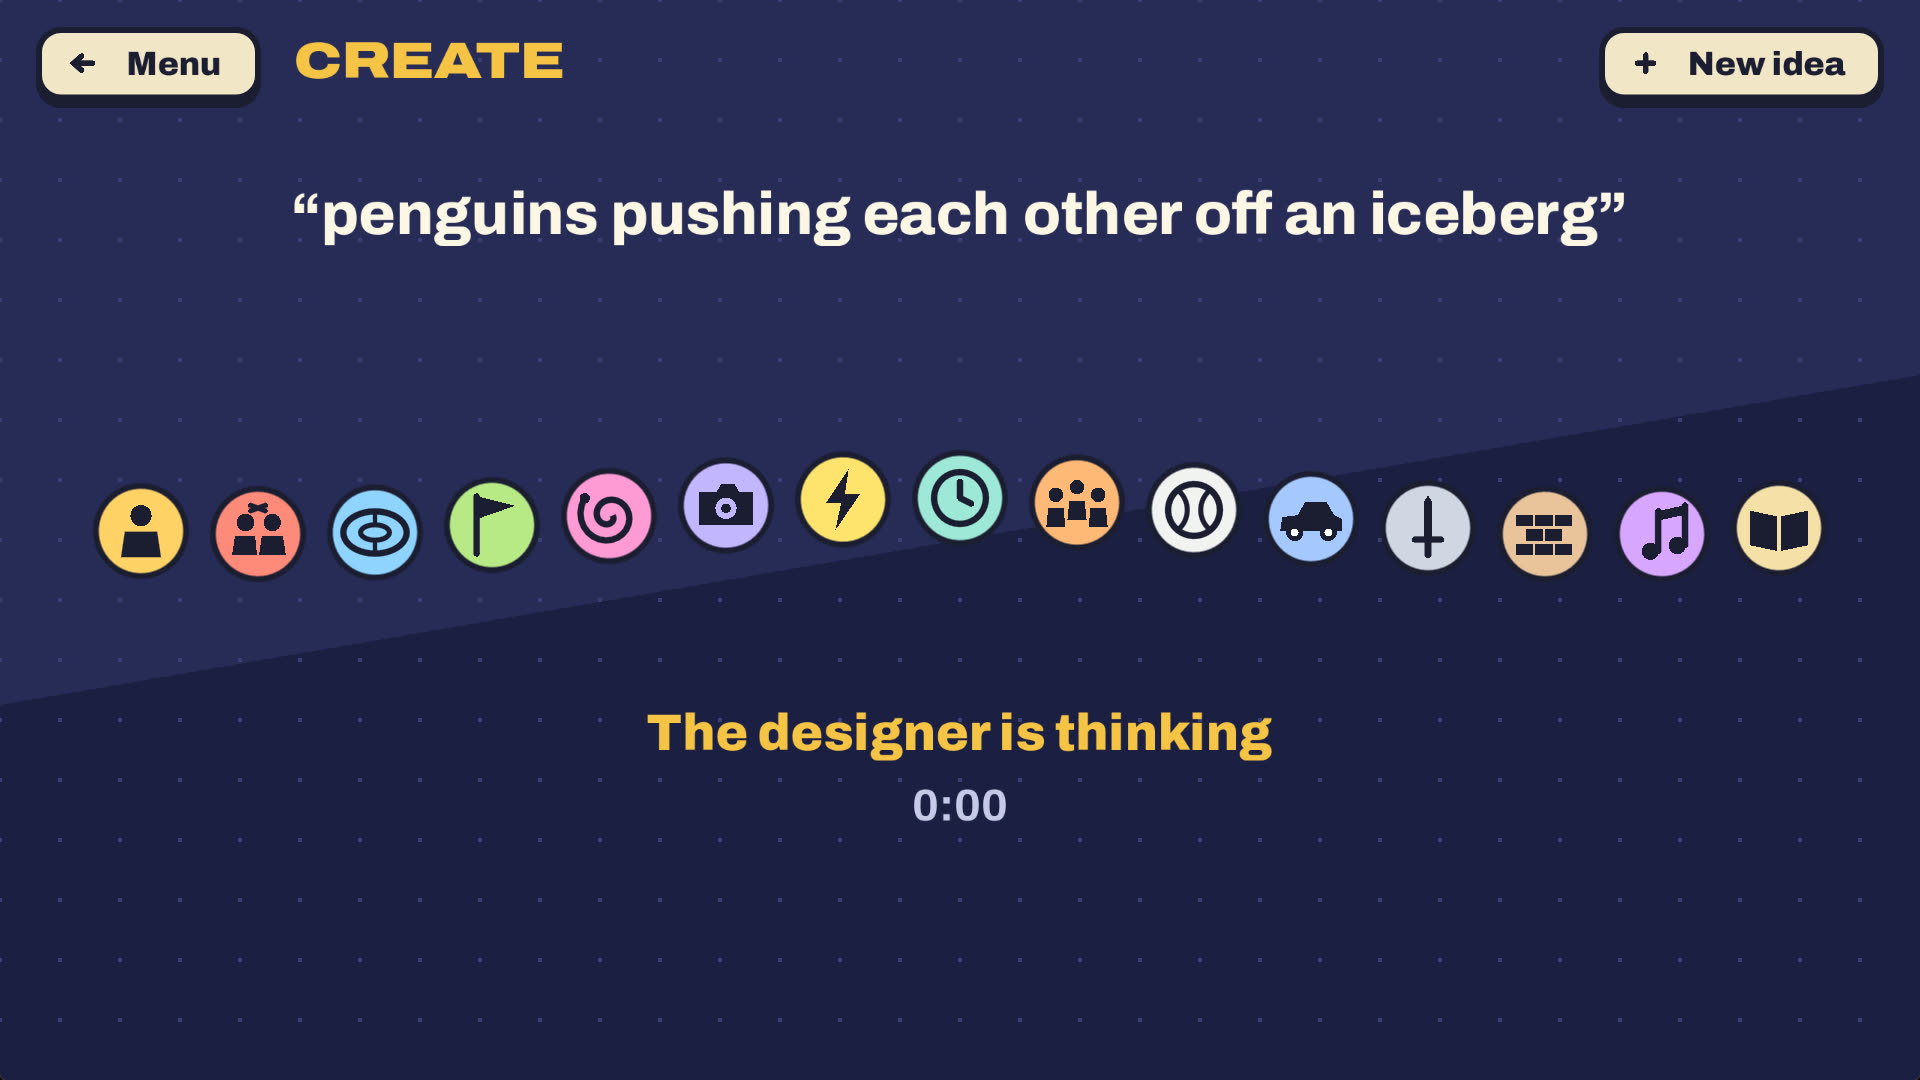 Menu
CREATE
New idea
“penguins pushing each other off an iceberg”
The designer is thinking
0:00